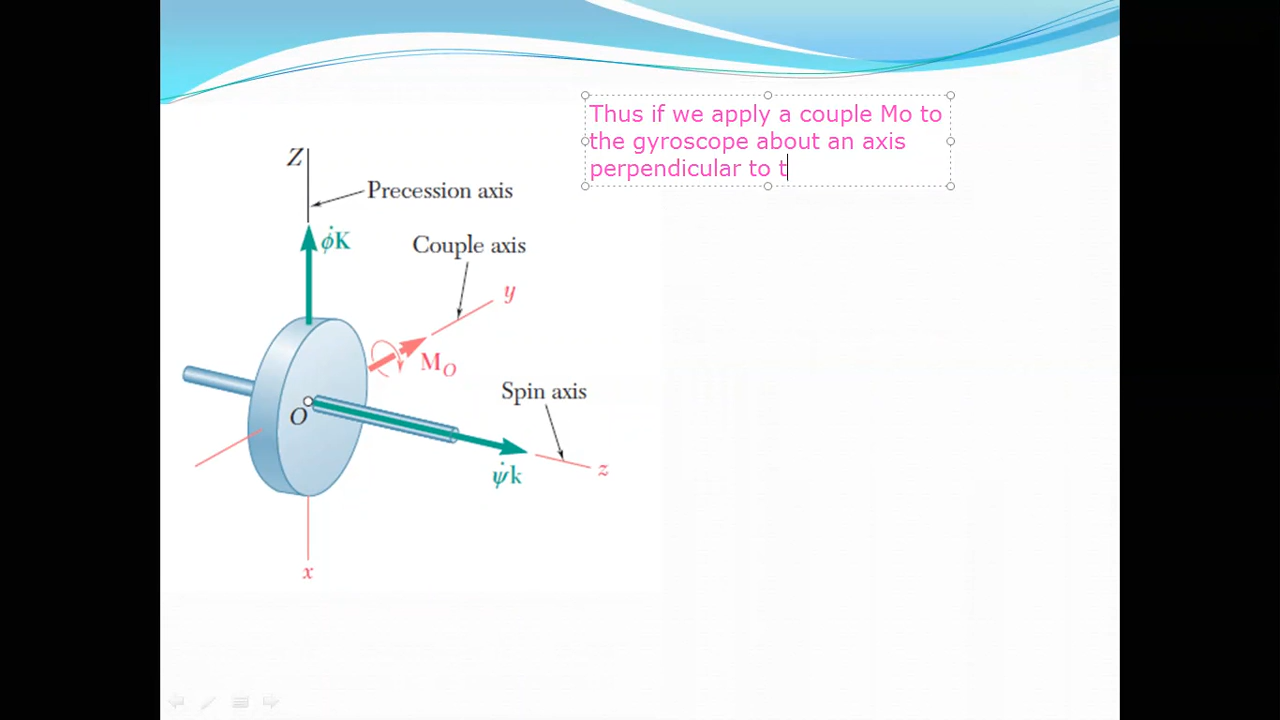 Thus if we apply a couple Mo to
the gyroscope about an axis
perpendicular to t
Z
Precession axis
ϕ̇K
Couple axis
y
M_O
Spin axis
O
ψ̇k
z
x